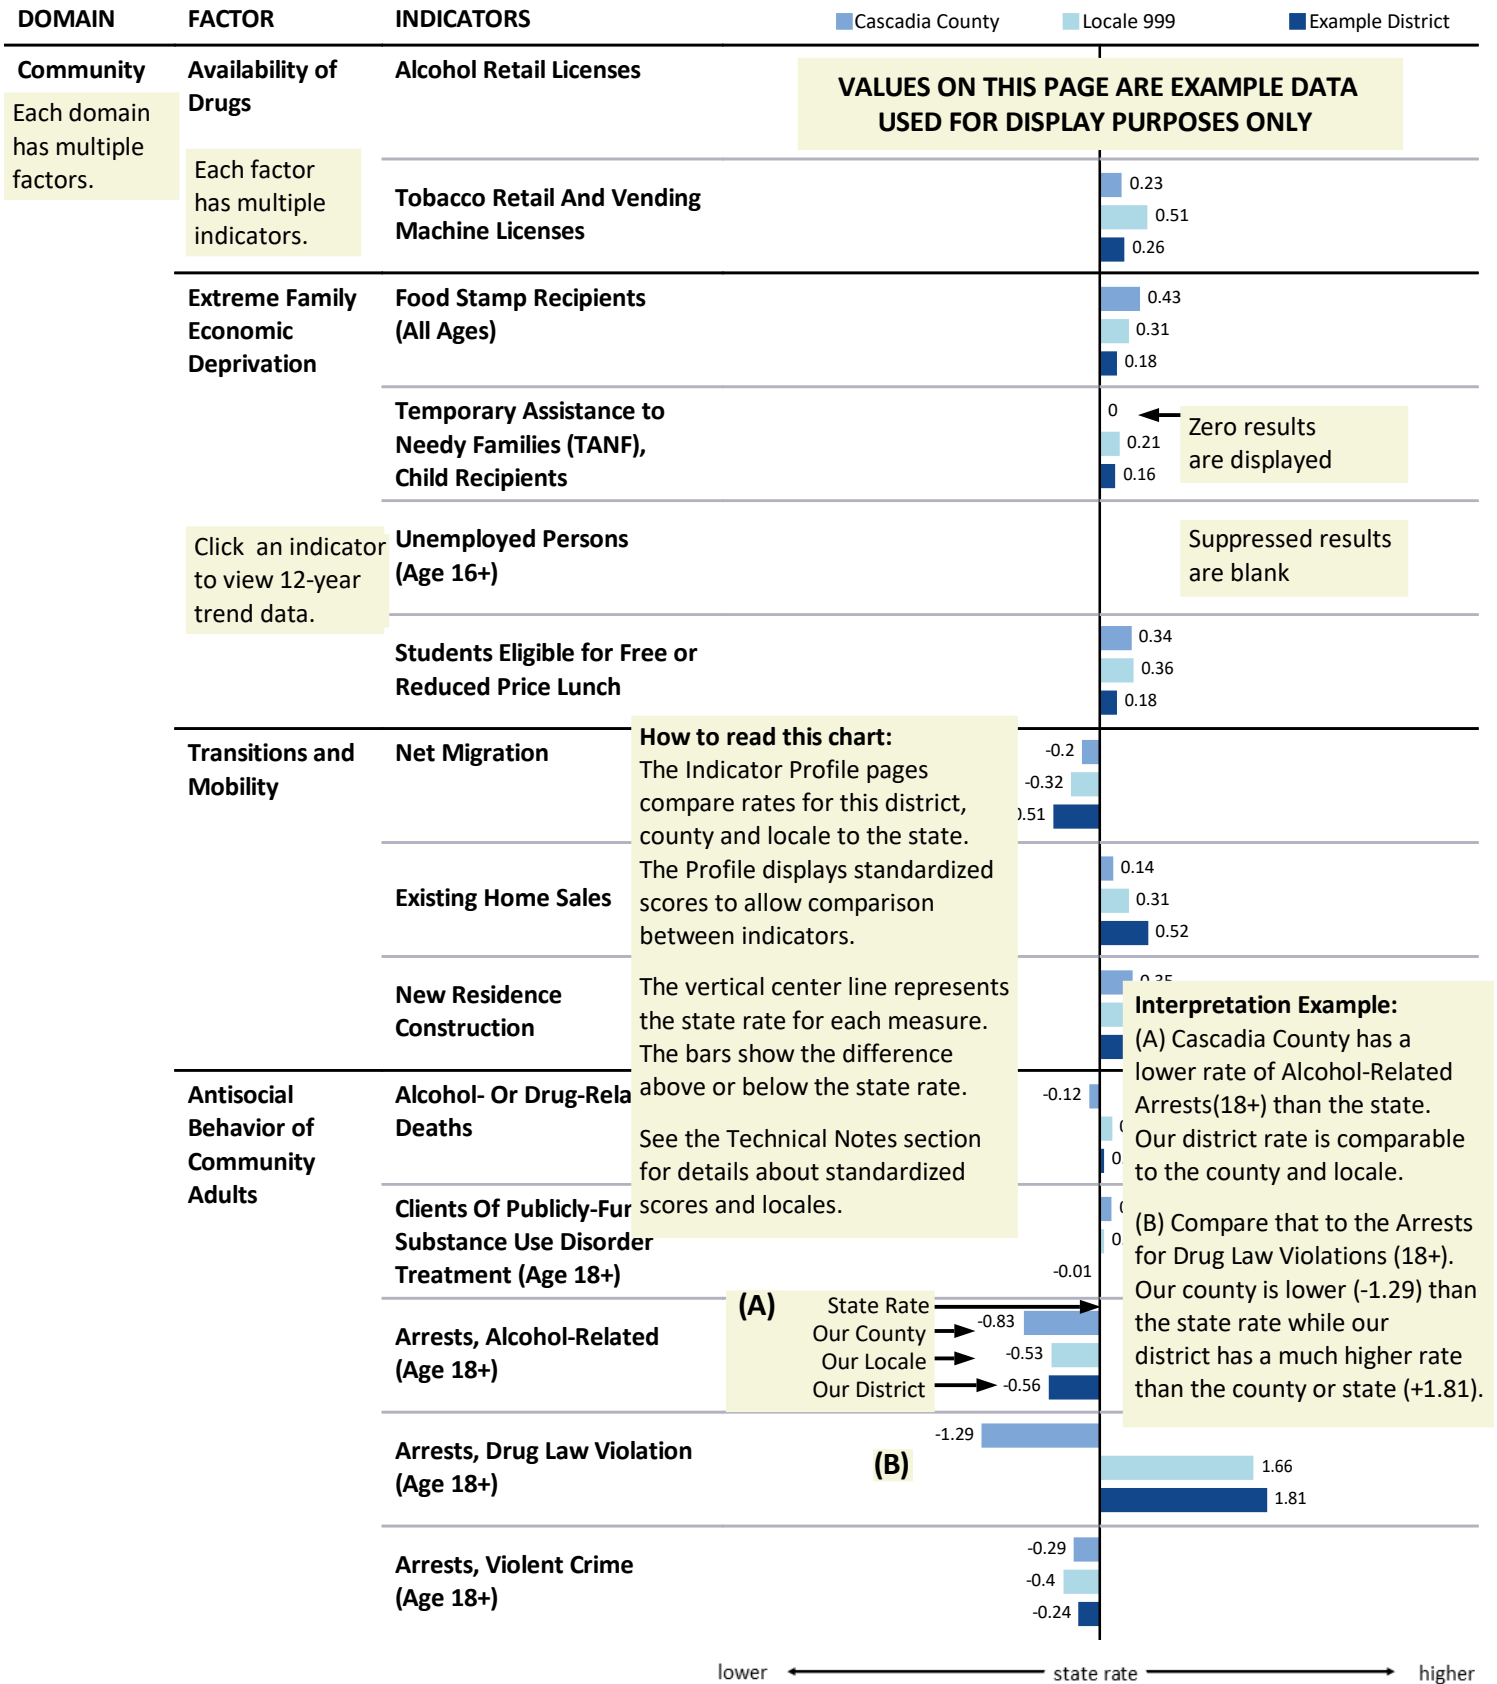 DOMAIN FACTOR INDICATORS Cascadia County Locale 999 Example District
Community
Each domain
has multiple
factors.
Availability of
Drugs
Each factor
has multiple
indicators.
Alcohol Retail Licenses
VALUES ON THIS PAGE ARE EXAMPLE DATA
USED FOR DISPLAY PURPOSES ONLY
Tobacco Retail And Vending
Machine Licenses
0.23
0.51
0.26
Extreme Family
Economic
Deprivation
Food Stamp Recipients
(All Ages)
0.43
0.31
0.18
Temporary Assistance to
Needy Families (TANF),
Child Recipients
0
0.21
0.16
Zero results
are displayed
Click an indicator
to view 12-year
trend data.
Unemployed Persons
(Age 16+)
Suppressed results
are blank
Students Eligible for Free or
Reduced Price Lunch
0.34
0.36
0.18
Transitions and
Mobility
Net Migration
-0.2
-0.32
.51
How to read this chart:
The Indicator Profile pages
compare rates for this district,
county and locale to the state.
The Profile displays standardized
scores to allow comparison
between indicators.
The vertical center line represents
the state rate for each measure.
The bars show the difference
above or below the state rate.
See the Technical Notes section
for details about standardized
scores and locales.
Existing Home Sales
0.14
0.31
0.52
New Residence
Construction
Interpretation Example:
(A) Cascadia County has a
lower rate of Alcohol-Related
Arrests(18+) than the state.
Our district rate is comparable
to the county and locale.
(B) Compare that to the Arrests
for Drug Law Violations (18+).
Our county is lower (-1.29) than
the state rate while our
district has a much higher rate
than the county or state (+1.81).
Antisocial
Behavior of
Community
Adults
Alcohol- Or Drug-Rela
Deaths
-0.12
Clients Of Publicly-Fur
Substance Use Disorder
Treatment (Age 18+)
-0.01
Arrests, Alcohol-Related
(Age 18+)
(A) State Rate
Our County -0.83
Our Locale -0.53
Our District -0.56
Arrests, Drug Law Violation
(Age 18+)
(B)
-1.29
1.66
1.81
Arrests, Violent Crime
(Age 18+)
-0.29
-0.4
-0.24
lower state rate higher